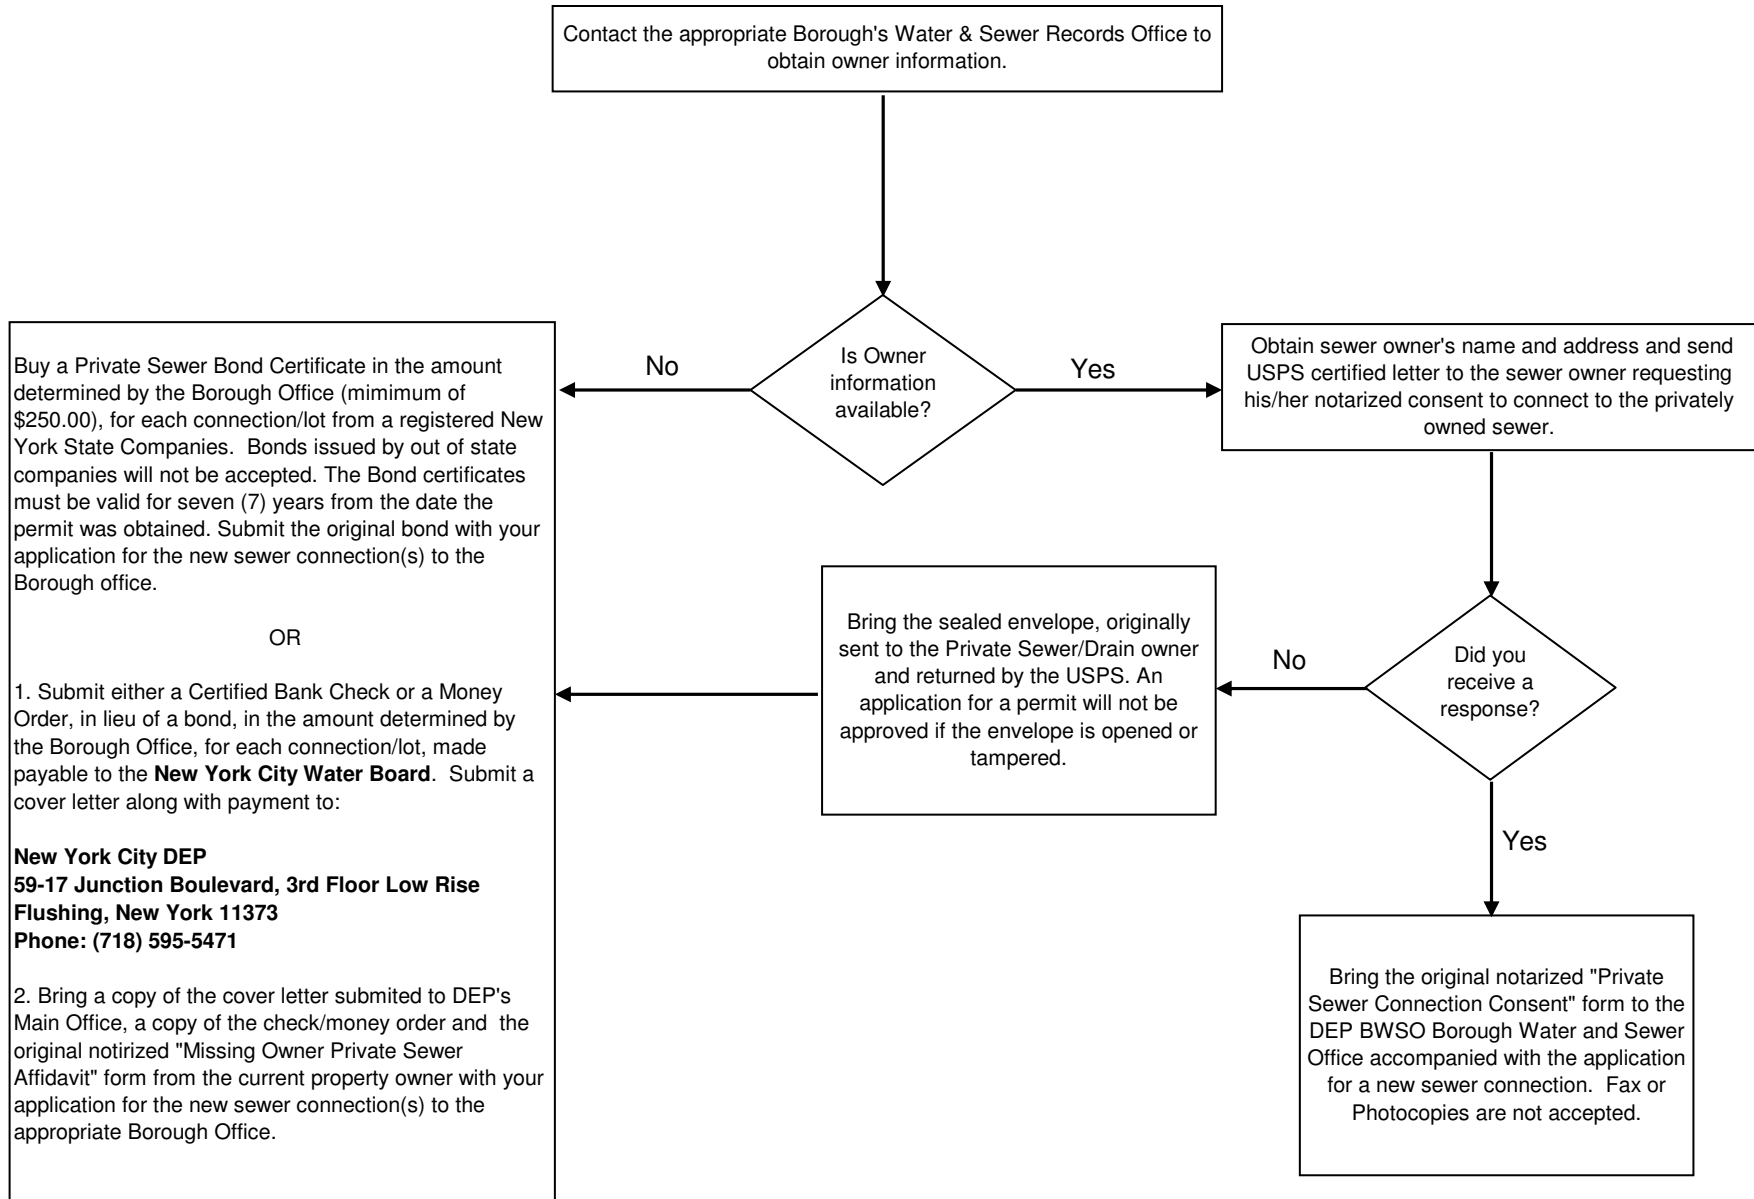 Contact the appropriate Borough's Water & Sewer Records Office to
obtain owner information.
Is Owner
information
available?
No
Yes
Obtain sewer owner's name and address and send
USPS certified letter to the sewer owner requesting
his/her notarized consent to connect to the privately
owned sewer.
Did you
receive a
response?
No
Yes
Bring the sealed envelope, originally
sent to the Private Sewer/Drain owner
and returned by the USPS. An
application for a permit will not be
approved if the envelope is opened or
tampered.
Bring the original notarized "Private
Sewer Connection Consent" form to the
DEP BWSO Borough Water and Sewer
Office accompanied with the application
for a new sewer connection.  Fax or
Photocopies are not accepted.
Buy a Private Sewer Bond Certificate in the amount
determined by the Borough Office (mimimum of
$250.00), for each connection/lot from a registered New
York State Companies.  Bonds issued by out of state
companies will not be accepted. The Bond certificates
must be valid for seven (7) years from the date the
permit was obtained. Submit the original bond with your
application for the new sewer connection(s) to the
Borough office.
OR
1. Submit either a Certified Bank Check or a Money
Order, in lieu of a bond, in the amount determined by
the Borough Office, for each connection/lot, made
payable to the New York City Water Board.  Submit a
cover letter along with payment to:
New York City DEP
59-17 Junction Boulevard, 3rd Floor Low Rise
Flushing, New York 11373
Phone: (718) 595-5471
2. Bring a copy of the cover letter submited to DEP's
Main Office, a copy of the check/money order and  the
original notirized "Missing Owner Private Sewer
Affidavit" form from the current property owner with your
application for the new sewer connection(s) to the
appropriate Borough Office.